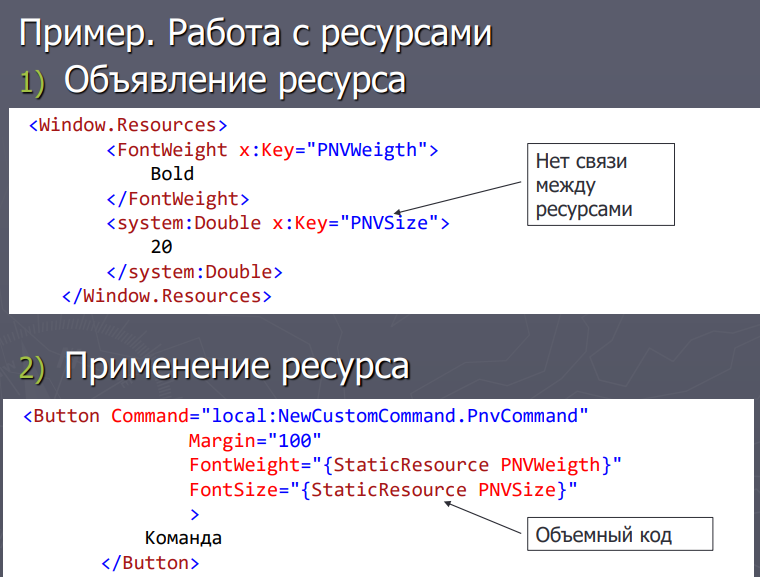 Пример. Работа с ресурсами
1) Объявление ресурса
<Window.Resources>
<FontWeight x:Key="PNVWeigth">
Bold
</FontWeight>
<system:Double x:Key="PNVSize">
20
</system:Double>
</Window.Resources>
Нет связи
между
ресурсами
2) Применение ресурса
<Button Command="local:NewCustomCommand.PnvCommand"
Margin="100"
FontWeight="{StaticResource PNVWeigth}"
FontSize="{StaticResource PNVSize}"
>
Команда
</Button>
Объемный код